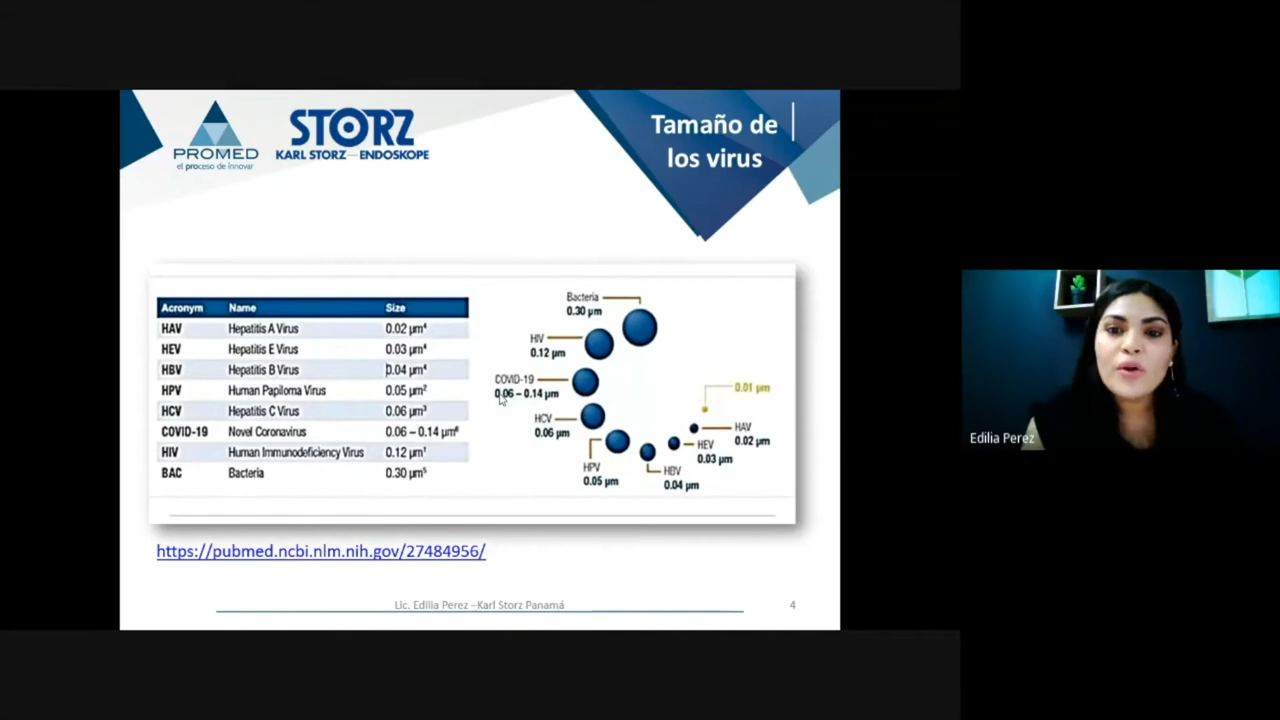 PROMED
el proceso de innovar
STORZ
KARL STORZ—ENDOSKOPE
Tamaño de
los virus
Acronym Name Size
HAV Hepatitis A Virus 0.02 µm⁴
HEV Hepatitis E Virus 0.03 µm⁴
HBV Hepatitis B Virus 0.04 µm⁴
HPV Human Papiloma Virus 0.05 µm²
HCV Hepatitis C Virus 0.06 µm³
COVID-19 Novel Coronavirus 0.06 – 0.14 µm⁶
HIV Human Immunodeficiency Virus 0.12 µm¹
BAC Bacteria 0.30 µm⁵
Bacteria
0.30 µm
HIV
0.12 µm
COVID-19
0.06 – 0.14 µm
HCV
0.06 µm
HPV
0.05 µm
HBV
0.04 µm
HEV
0.03 µm
HAV
0.02 µm
0.01 µm
https://pubmed.ncbi.nlm.nih.gov/27484956/
Lic. Edilia Perez –Karl Storz Panamá
4
Edilia Perez